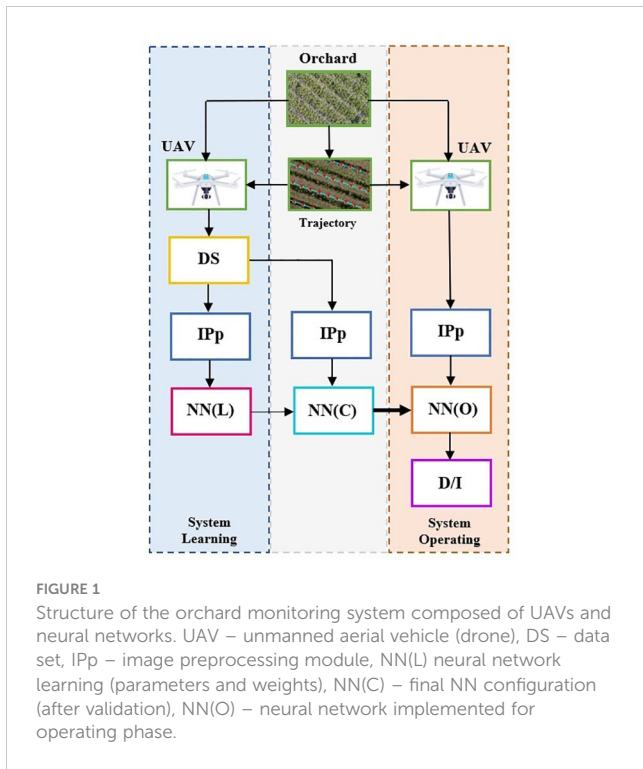 Orchard
UAV
UAV
Trajectory
DS
IPp
IPp
IPp
NN(L)
NN(C)
NN(O)
D/I
System
Learning
System
Operating
FIGURE 1
Structure of the orchard monitoring system composed of UAVs and
neural networks. UAV – unmanned aerial vehicle (drone), DS – data
set, IPp – image preprocessing module, NN(L) neural network
learning (parameters and weights), NN(C) – final NN configuration
(after validation), NN(O) – neural network implemented for
operating phase.